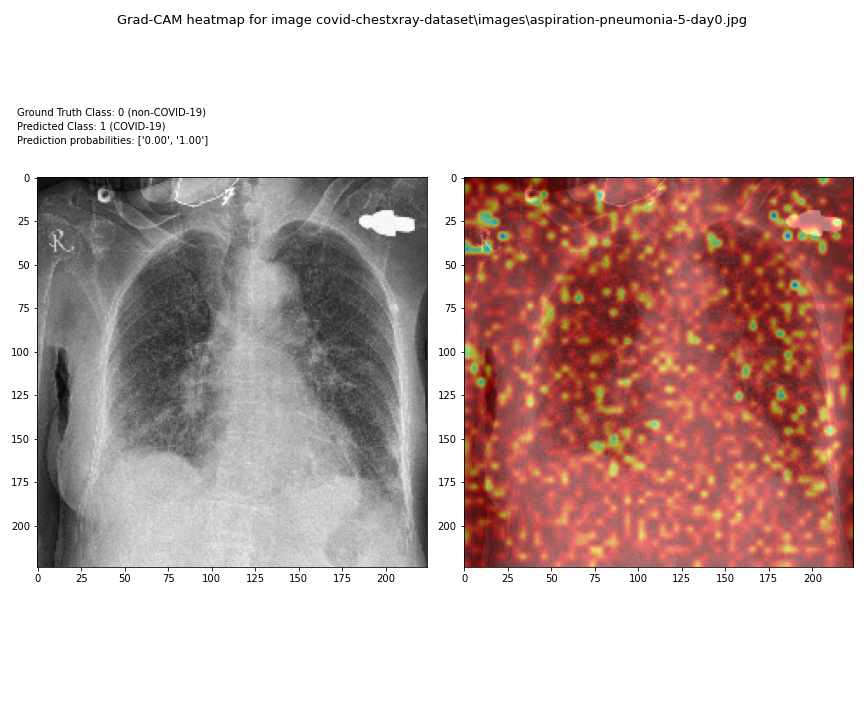 Grad-CAM heatmap for image covid-chestxray-dataset\images\aspiration-pneumonia-5-day0.jpg
Ground Truth Class: 0 (non-COVID-19)
Predicted Class: 1 (COVID-19)
Prediction probabilities: ['0.00', '1.00']
0
25
50
75
100
125
150
175
200
0 25 50 75 100 125 150 175 200
R
0
25
50
75
100
125
150
175
200
0 25 50 75 100 125 150 175 200
R